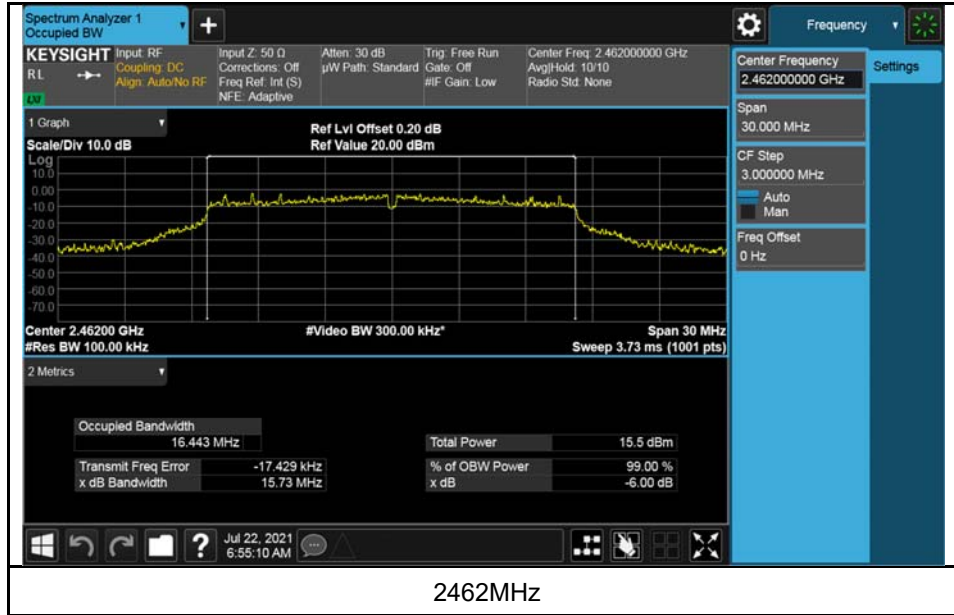 Spectrum Analyzer 1
Occupied BW
+
Frequency
KEYSIGHT Input: RF Input Z: 50 Ω Atten: 30 dB Trig: Free Run Center Freq: 2.462000000 GHz
RL Coupling: DC Corrections: Off µW Path: Standard Gate: Off Avg|Hold: 10/10
Align: Auto/No RF Freq Ref: Int (S) #IF Gain: Low Radio Std: None
LXI NFE: Adaptive
Center Frequency
2.462000000 GHz
Settings
Span
30.000 MHz
CF Step
3.000000 MHz
Auto
Man
Freq Offset
0 Hz
1 Graph
Ref Lvl Offset 0.20 dB
Scale/Div 10.0 dB Ref Value 20.00 dBm
Log
10.0
0.00
-10.0
-20.0
-30.0
-40.0
-50.0
-60.0
-70.0
Center 2.46200 GHz #Video BW 300.00 kHz* Span 30 MHz
#Res BW 100.00 kHz Sweep 3.73 ms (1001 pts)
2 Metrics
Occupied Bandwidth
16.443 MHz Total Power 15.5 dBm
Transmit Freq Error -17.429 kHz % of OBW Power 99.00 %
x dB Bandwidth 15.73 MHz x dB -6.00 dB
? Jul 22, 2021
6:55:10 AM
2462MHz